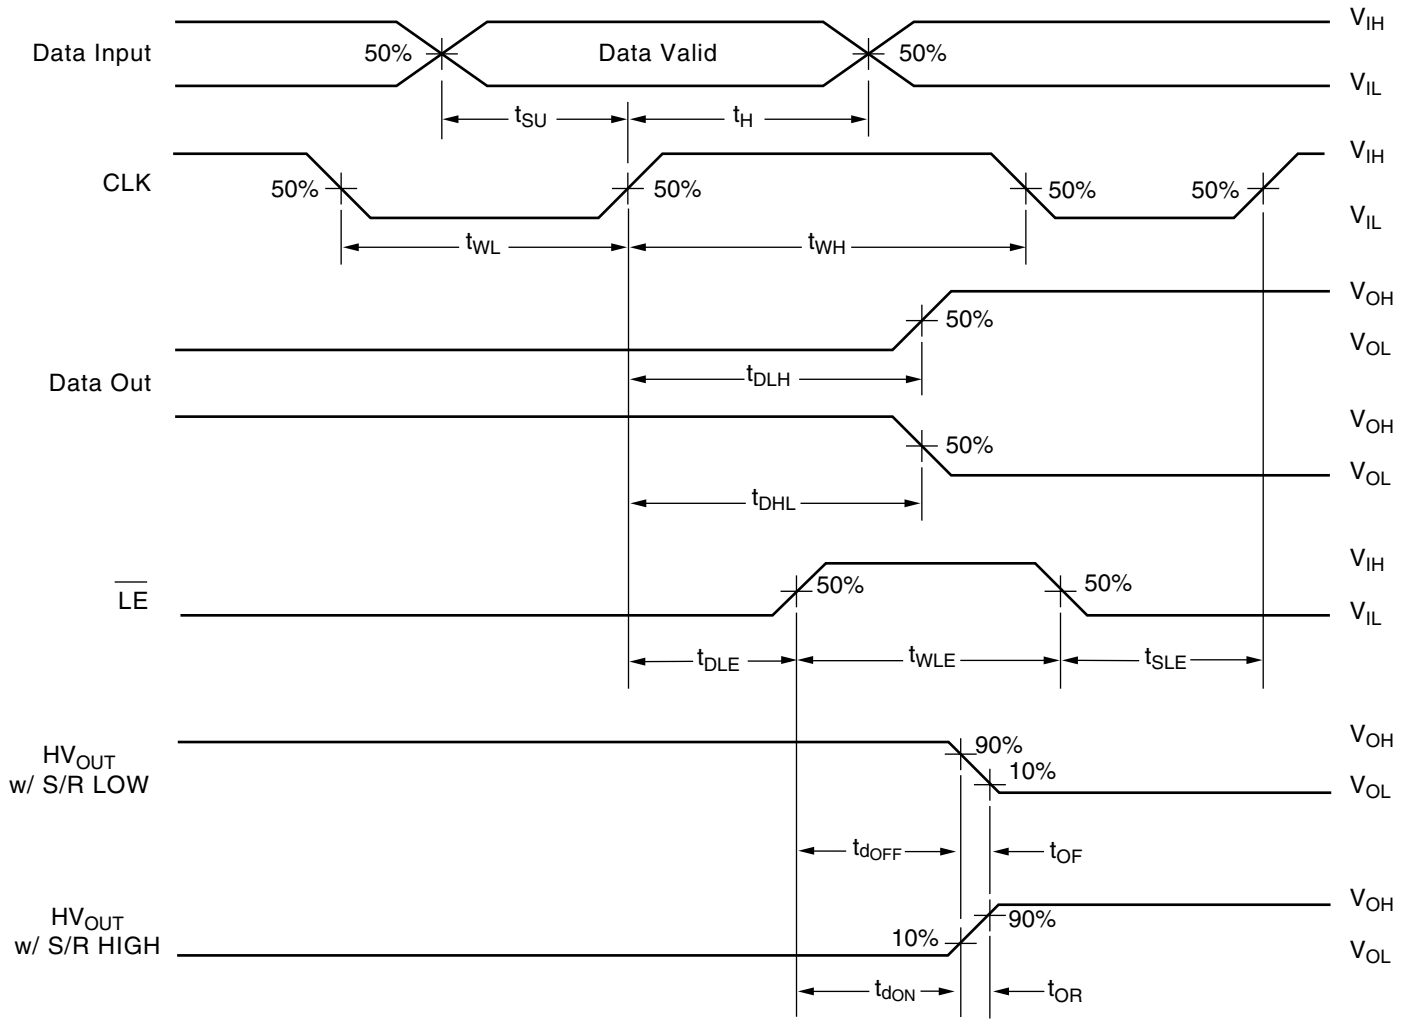 V_IH
Data Input 50% Data Valid 50%
V_IL
t_SU t_H
V_IH
CLK 50% 50% 50% 50%
V_IL
t_WL t_WH
V_OH
50%
V_OL
Data Out t_DLH
V_OH
50%
V_OL
t_DHL
V_IH
LE 50% 50%
V_IL
t_DLE t_WLE t_SLE
V_OH
HV_OUT 90%
w/ S/R LOW 10%
V_OL
t_dOFF t_OF
V_OH
HV_OUT 90%
w/ S/R HIGH 10%
V_OL
t_dON t_OR